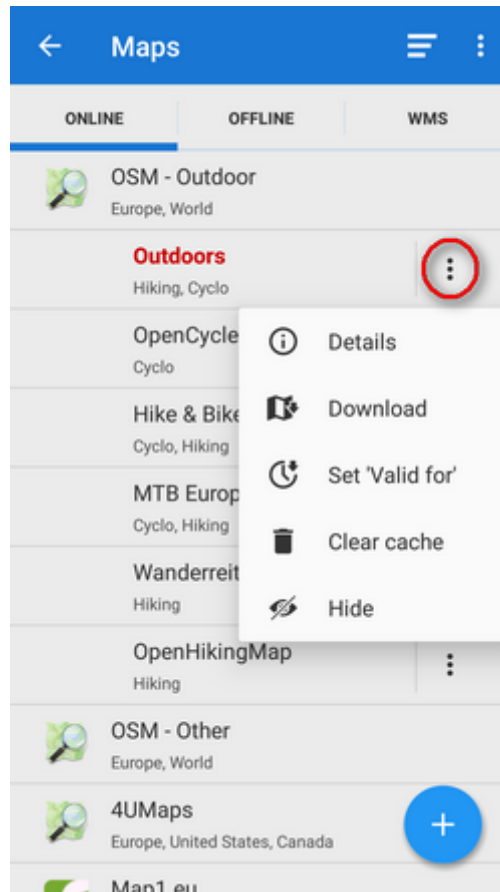 Maps
ONLINE OFFLINE WMS
OSM - Outdoor
Europe, World
Outdoors
Hiking, Cyclo
OpenCycle
Cyclo
Hike & Bike
Cyclo, Hiking
MTB Europ
Cyclo, Hiking
Wanderreit
Hiking
OpenHikingMap
Hiking
Details
Download
Set 'Valid for'
Clear cache
Hide
OSM - Other
Europe, World
4UMaps
Europe, United States, Canada
Map1.eu